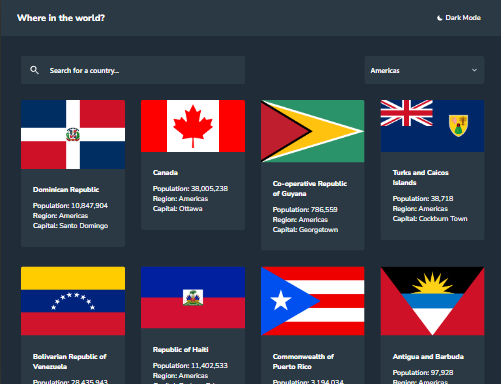 Where in the world?
Dark Mode
Search for a country...
Americas
Dominican Republic
Population: 10,847,904
Region: Americas
Capital: Santo Domingo
Canada
Population: 38,005,238
Region: Americas
Capital: Ottawa
Co-operative Republic
of Guyana
Population: 786,559
Region: Americas
Capital: Georgetown
Turks and Caicos
Islands
Population: 38,718
Region: Americas
Capital: Cockburn Town
Bolivarian Republic of
Venezuela
Population: 28,435,943
Republic of Haiti
Population: 11,402,533
Region: Americas
Commonwealth of
Puerto Rico
Population: 3,194,034
Antigua and Barbuda
Population: 97,928
Region: Americas